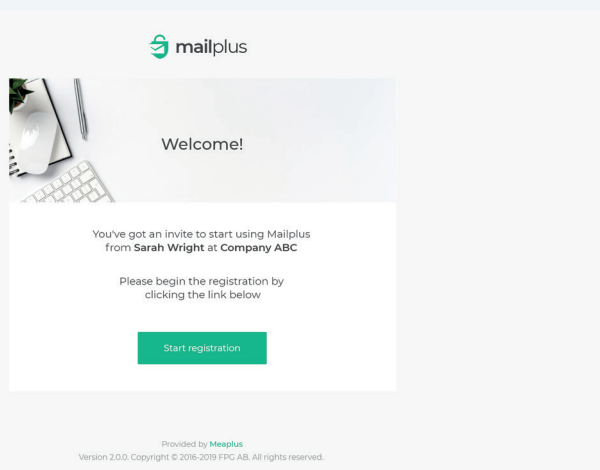 mailplus
Welcome!
You've got an invite to start using Mailplus
from Sarah Wright at Company ABC
Please begin the registration by
clicking the link below
Start registration
Provided by Meaplus
Version 2.0.0. Copyright © 2016-2019 FPG AB. All rights reserved.